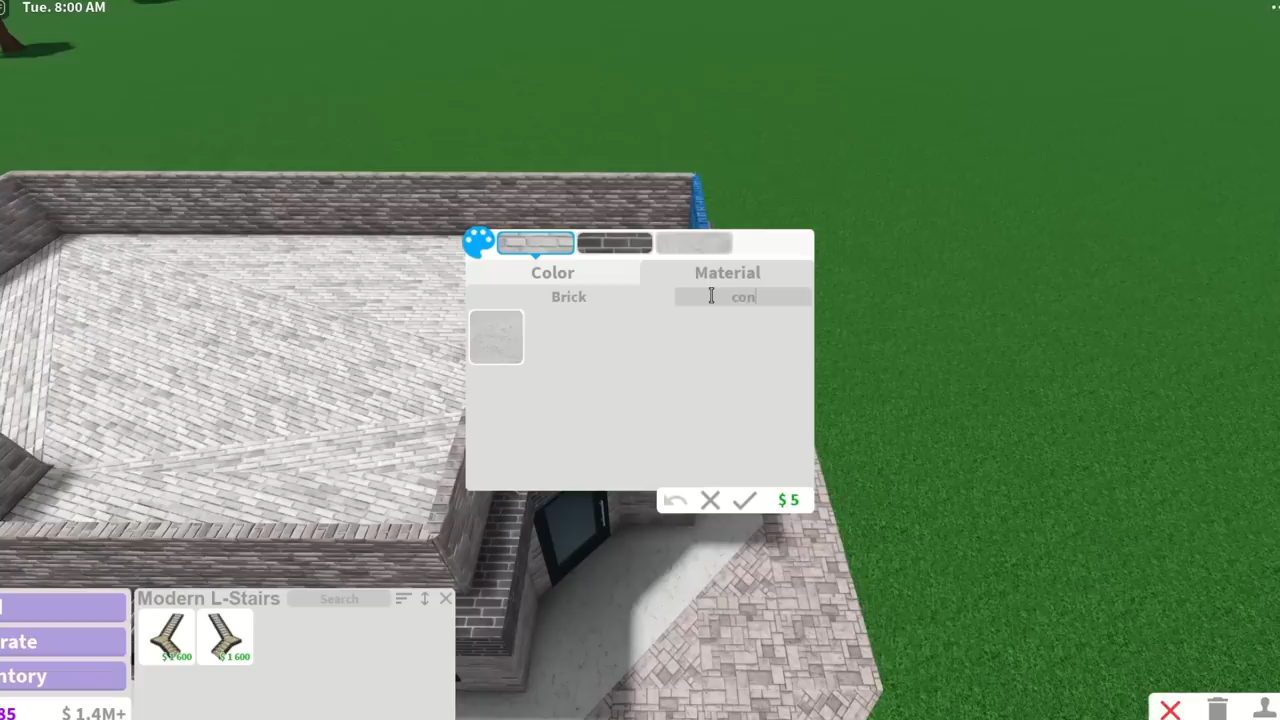 Tue. 8:00 AM
Color
Material
Brick
con
$ 5
Modern L-Stairs
Search
$ 1 600
$ 1 600
rate
ntory
85
$ 1.4M+